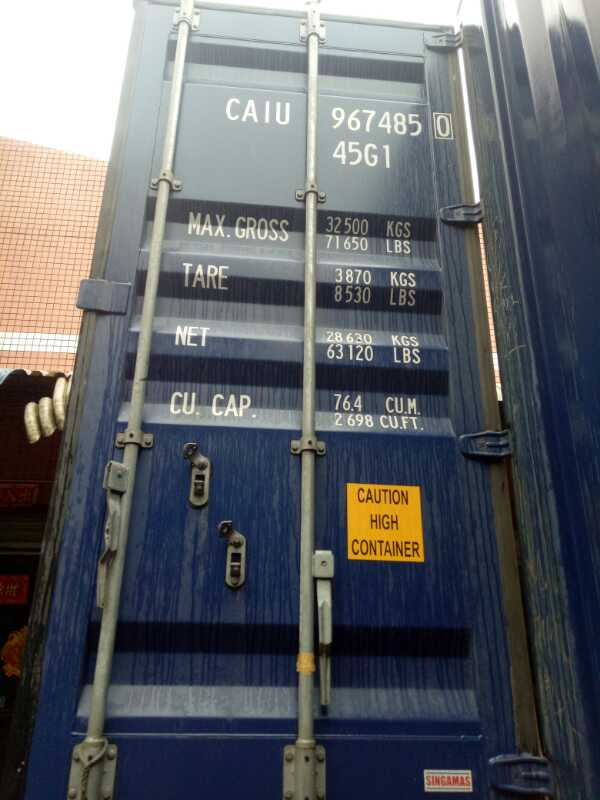 CAIU 967485 0
45G1
MAX. GROSS 32500 KGS
71650 LBS
TARE 3870 KGS
8530 LBS
NET 28630 KGS
63120 LBS
CU. CAP. 76.4 CU.M.
2698 CU.FT.
CAUTION
HIGH
CONTAINER
SINGAMAS